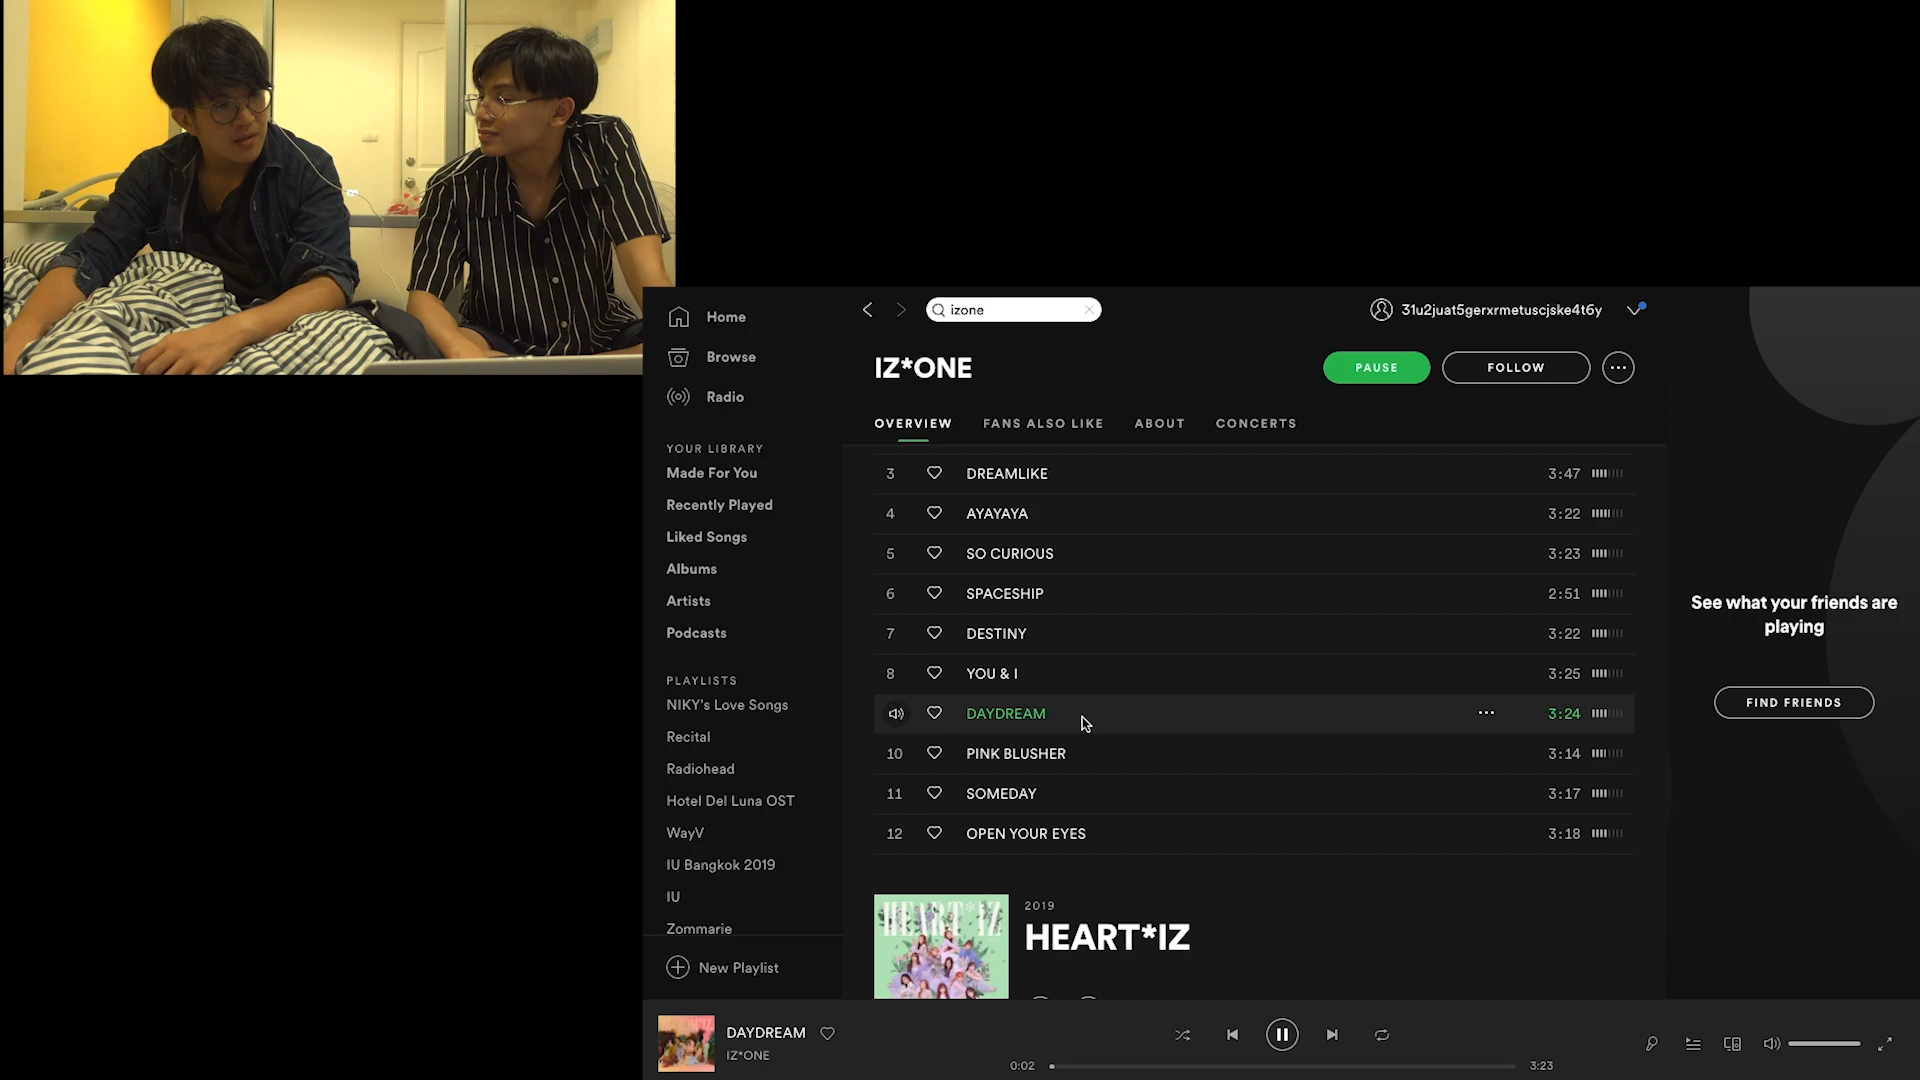 Home
Browse
Radio
YOUR LIBRARY
Made For You
Recently Played
Liked Songs
Albums
Artists
Podcasts
PLAYLISTS
NIKY's Love Songs
Recital
Radiohead
Hotel Del Luna OST
WayV
IU Bangkok 2019
IU
Zommarie
New Playlist
izone
31u2juat5gerxrmetuscjske4t6y
IZ*ONE
PAUSE
FOLLOW
OVERVIEW FANS ALSO LIKE ABOUT CONCERTS
3 DREAMLIKE 3:47
4 AYAYAYA 3:22
5 SO CURIOUS 3:23
6 SPACESHIP 2:51
7 DESTINY 3:22
8 YOU & I 3:25
DAYDREAM 3:24
10 PINK BLUSHER 3:14
11 SOMEDAY 3:17
12 OPEN YOUR EYES 3:18
HEART*IZ
2019
HEART*IZ
See what your friends are
playing
FIND FRIENDS
DAYDREAM
IZ*ONE
0:02
3:23